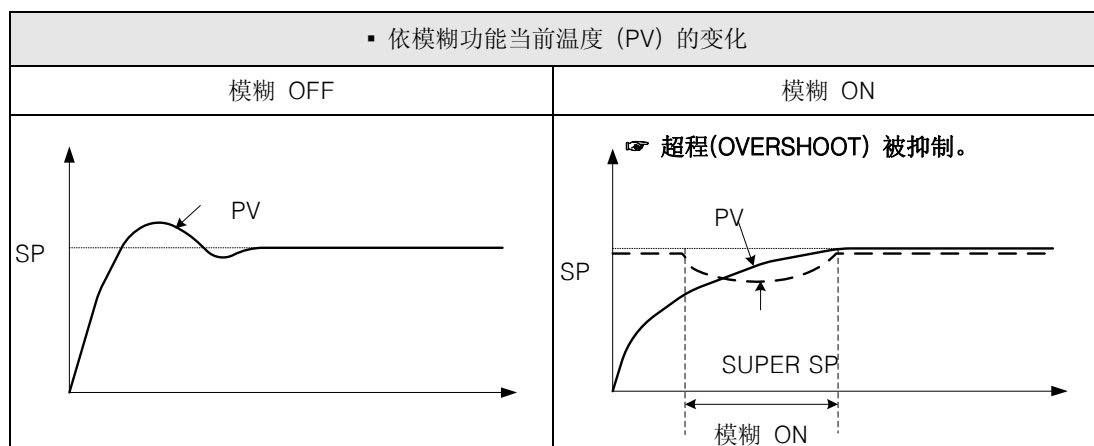 ▪ 依模糊功能当前温度 (PV) 的变化
模糊 OFF
模糊 ON
PV
SP
☞ 超程(OVERSHOOT) 被抑制。
PV
SP
SUPER SP
模糊 ON